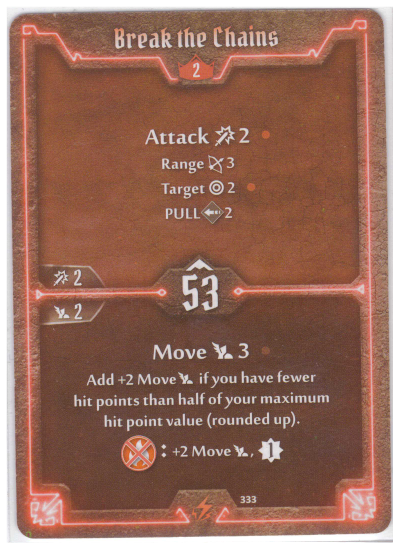 Break the Chains
2
Attack 2
Range 3
Target 2
PULL 2
2
53
2
Move 3
Add +2 Move if you have fewer
hit points than half of your maximum
hit point value (rounded up).
: +2 Move , 1
333